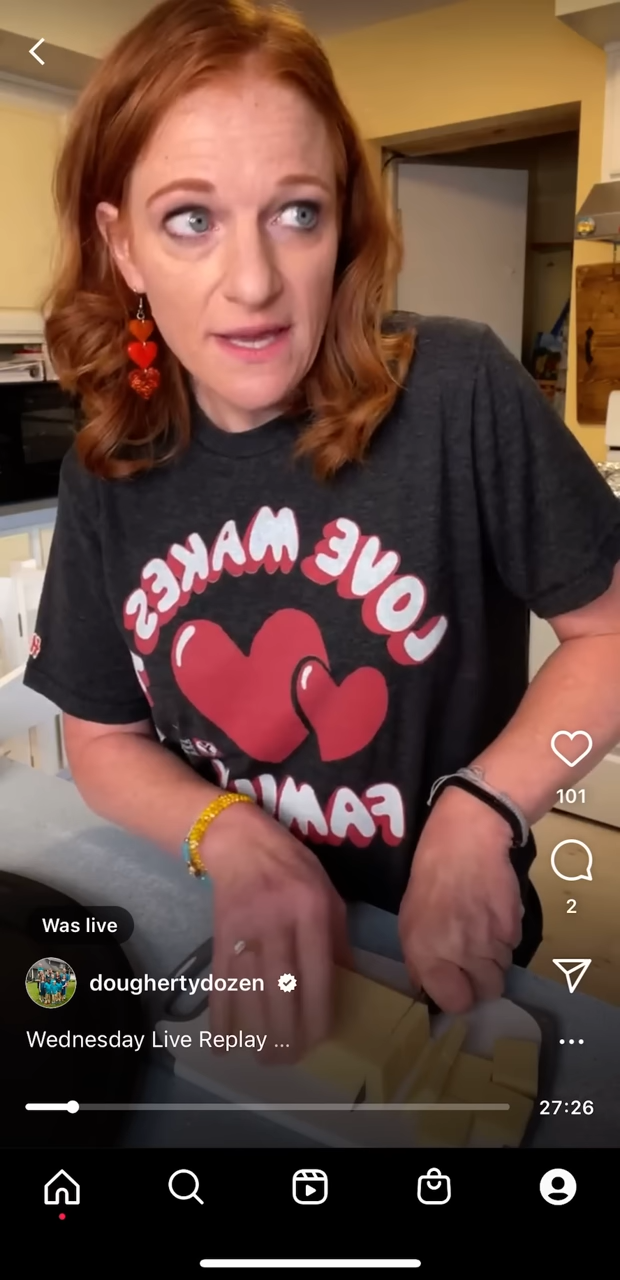 LOVE MAKES
FAMI
101
2
Was live
doughertydozen
Wednesday Live Replay ...
27:26